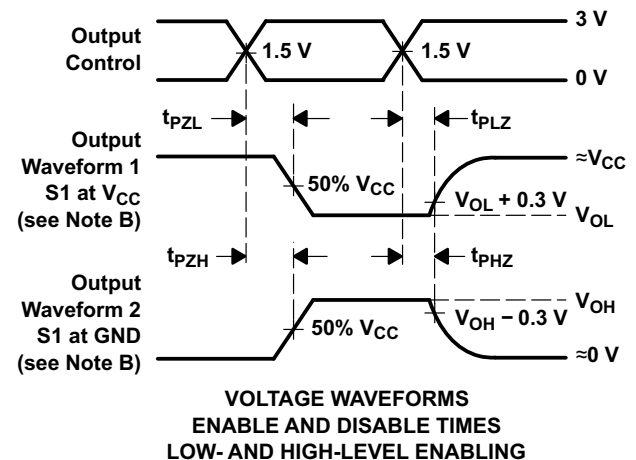 Output
Control
1.5 V
1.5 V
3 V
0 V
tPZL
tPLZ
Output
Waveform 1
S1 at VCC
(see Note B)
50% VCC
≈VCC
VOL + 0.3 V
VOL
tPZH
tPHZ
Output
Waveform 2
S1 at GND
(see Note B)
50% VCC
VOH
VOH − 0.3 V
≈0 V
VOLTAGE WAVEFORMS
ENABLE AND DISABLE TIMES
LOW- AND HIGH-LEVEL ENABLING